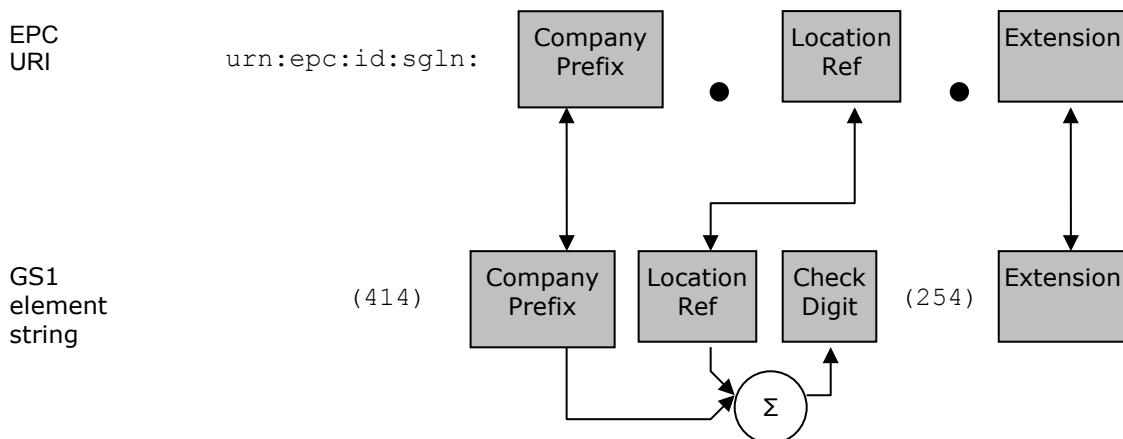 EPC
URI
urn:epc:id:sgln:
Company
Prefix
●
Location
Ref
●
Extension
GS1
element
string
(414)
Company
Prefix
Location
Ref
Check
Digit
(254)
Extension
Σ